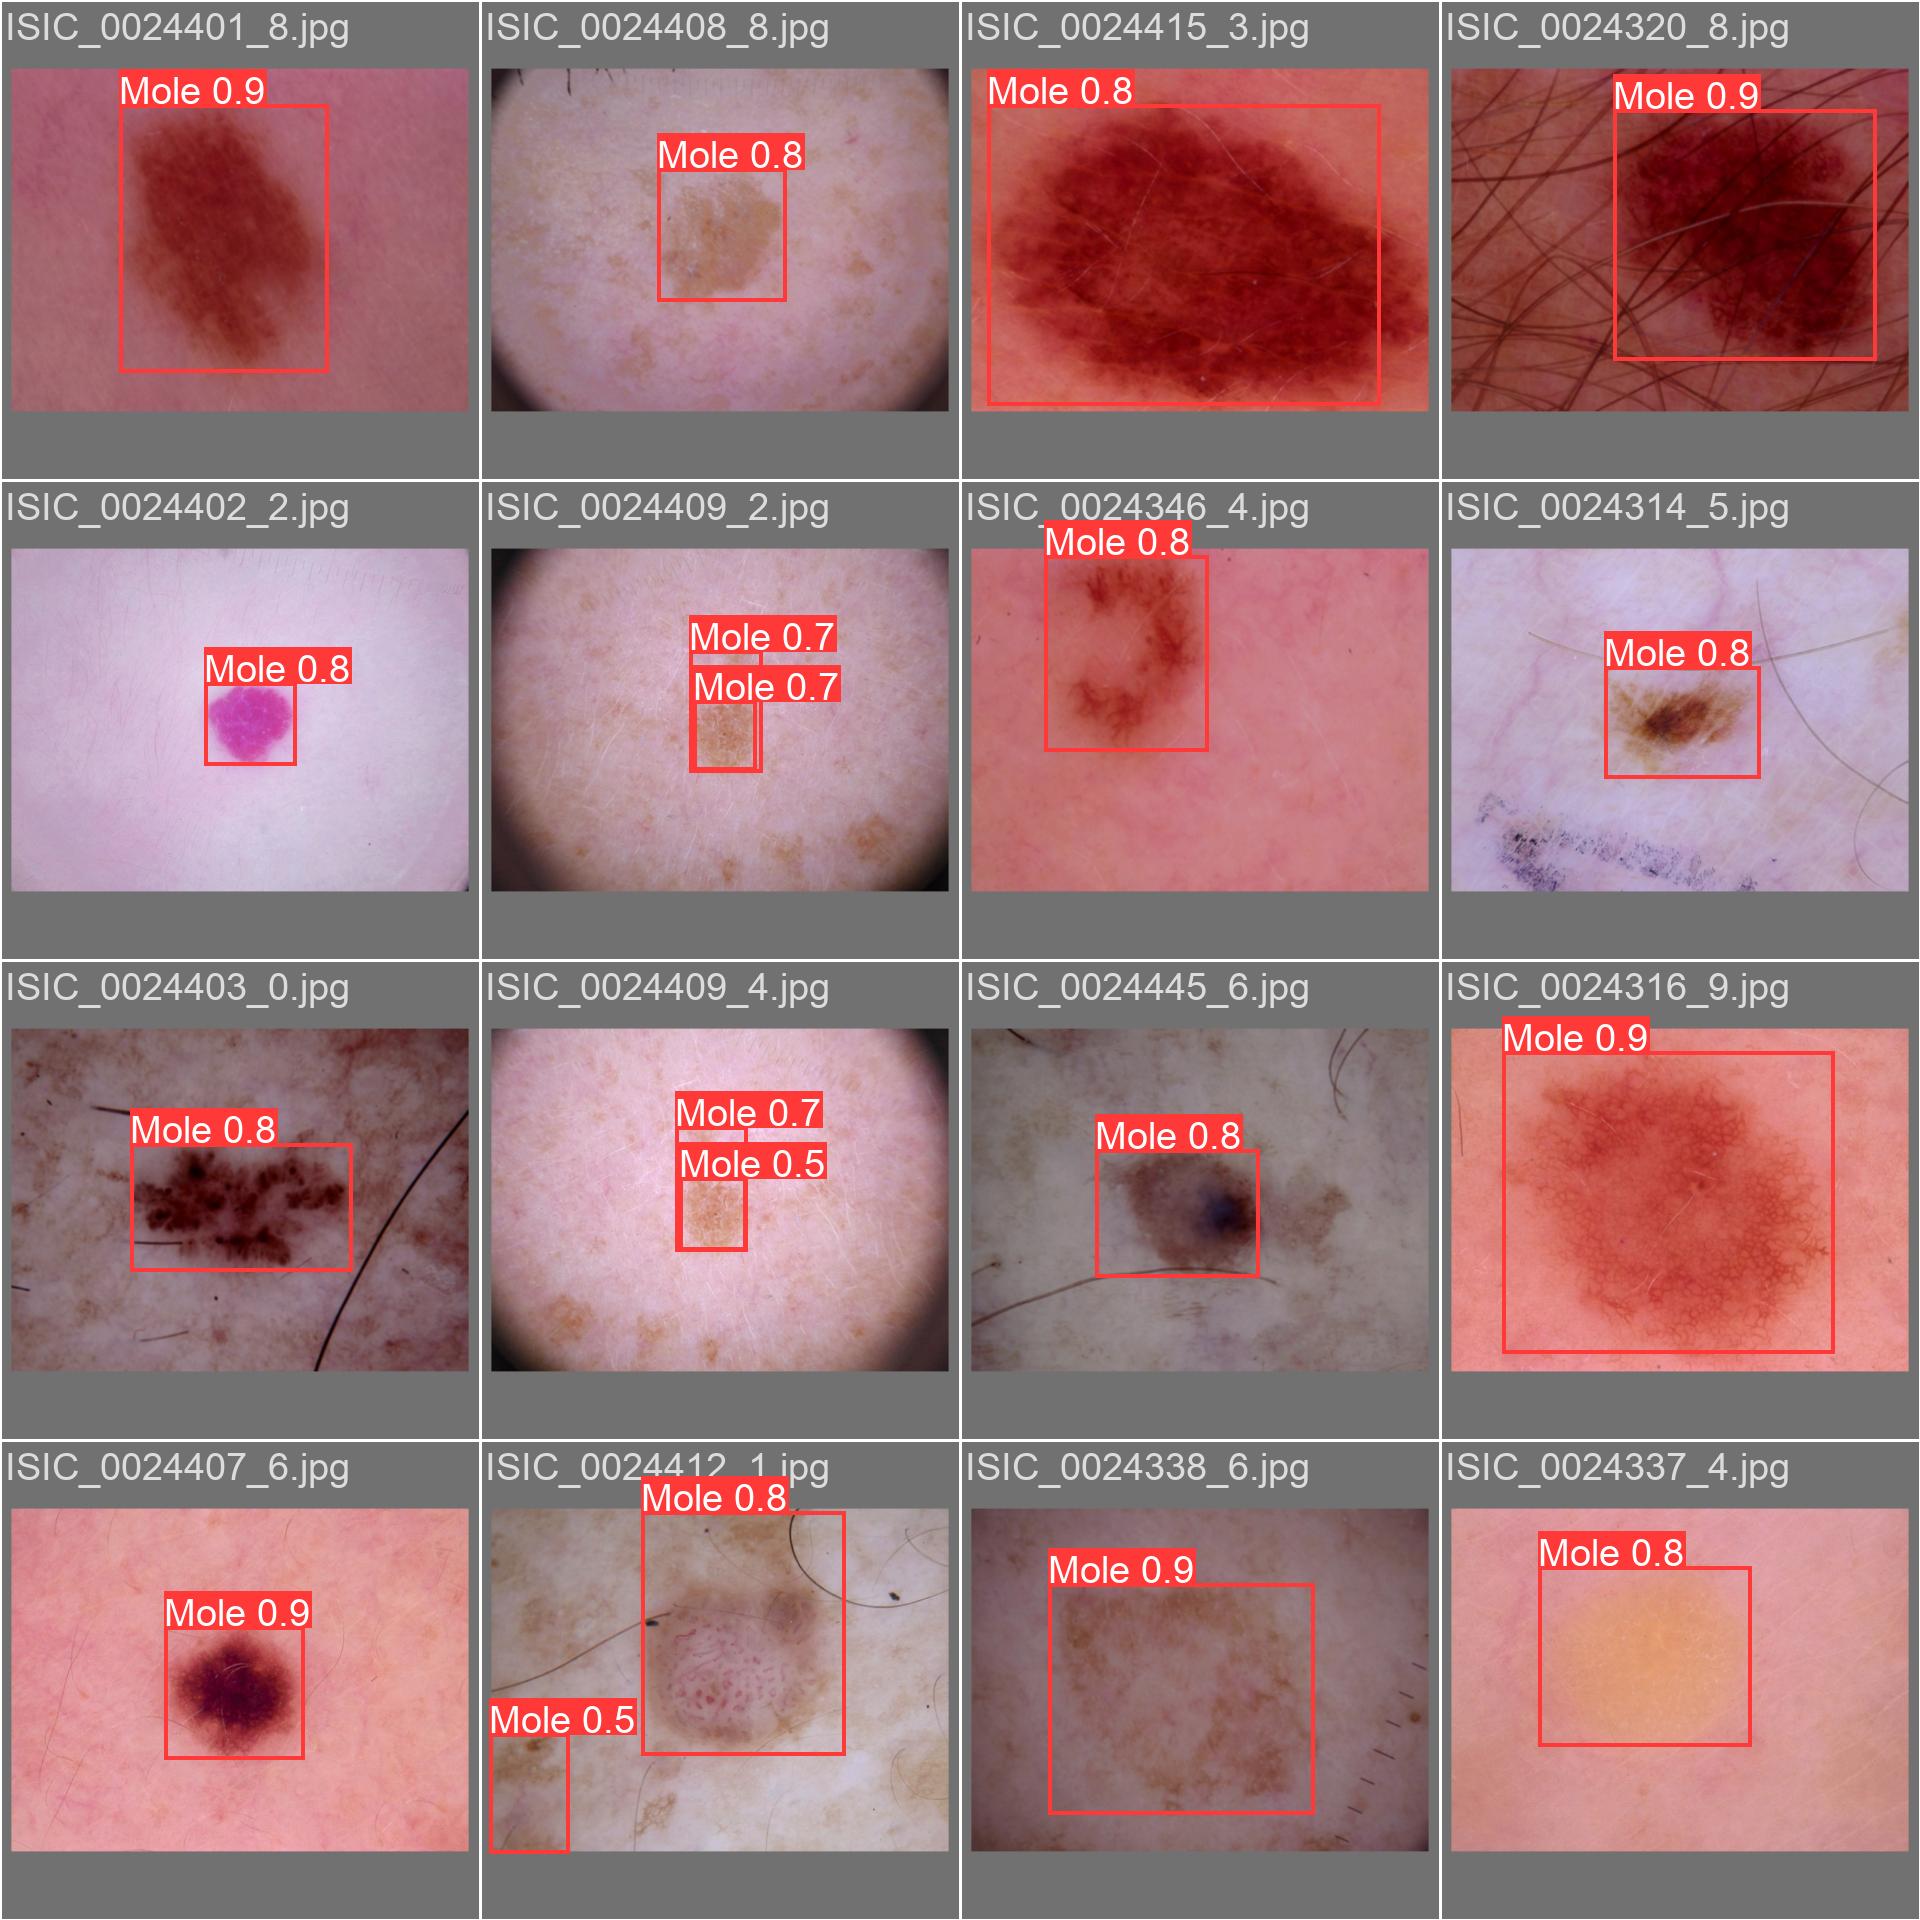 ISIC_0024401_8.jpg
Mole 0.9
ISIC_0024408_8.jpg
Mole 0.8
ISIC_0024415_3.jpg
Mole 0.8
ISIC_0024320_8.jpg
Mole 0.9
ISIC_0024402_2.jpg
Mole 0.8
ISIC_0024409_2.jpg
Mole 0.7
Mole 0.7
ISIC_0024346_4.jpg
Mole 0.8
ISIC_0024314_5.jpg
Mole 0.8
ISIC_0024403_0.jpg
Mole 0.8
ISIC_0024409_4.jpg
Mole 0.7
Mole 0.5
ISIC_0024445_6.jpg
Mole 0.8
ISIC_0024316_9.jpg
Mole 0.9
ISIC_0024407_6.jpg
Mole 0.9
ISIC_0024412_1.jpg
Mole 0.8
Mole 0.5
ISIC_0024338_6.jpg
Mole 0.9
ISIC_0024337_4.jpg
Mole 0.8